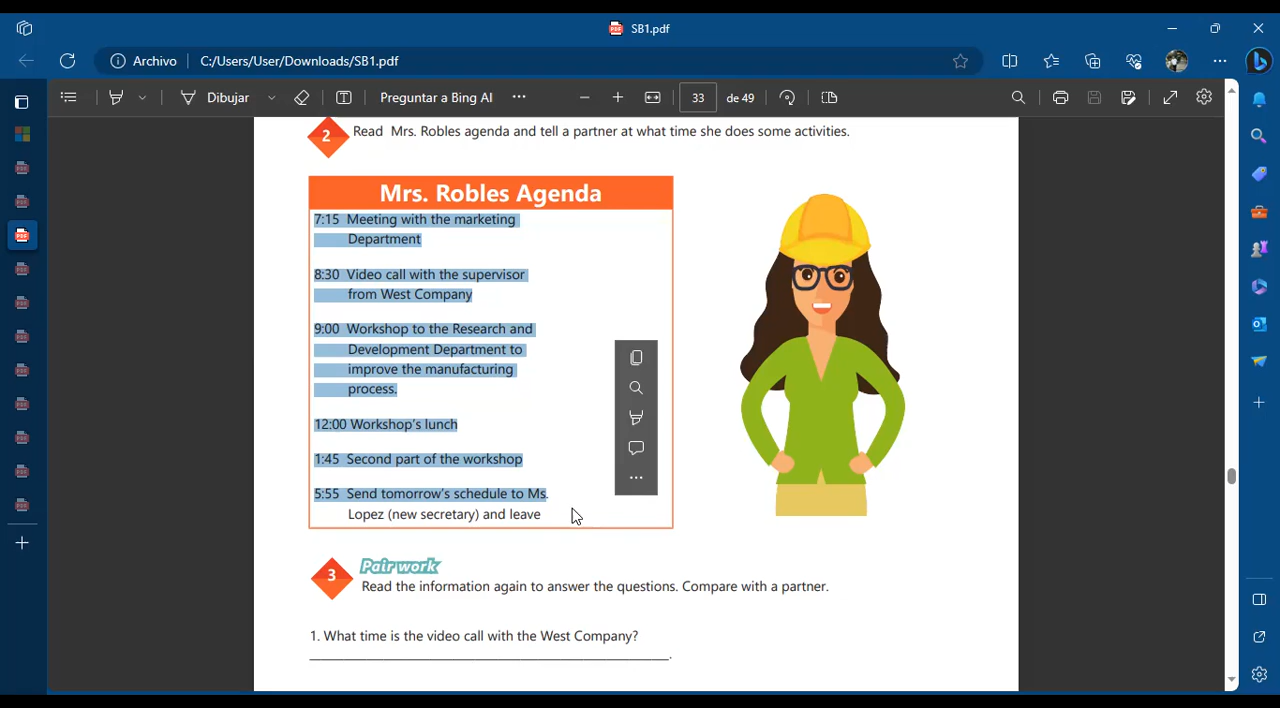 SB1.pdf
Archivo C:/Users/User/Downloads/SB1.pdf
Dibujar Preguntar a Bing AI 33 de 49
2 Read Mrs. Robles agenda and tell a partner at what time she does some activities.
Mrs. Robles Agenda
7:15 Meeting with the marketing
Department
8:30 Video call with the supervisor
from West Company
9:00 Workshop to the Research and
Development Department to
improve the manufacturing
process.
12:00 Workshop's lunch
1:45 Second part of the workshop
5:55 Send tomorrow's schedule to Ms.
Lopez (new secretary) and leave
3 Pair work
Read the information again to answer the questions. Compare with a partner.
1. What time is the video call with the West Company?